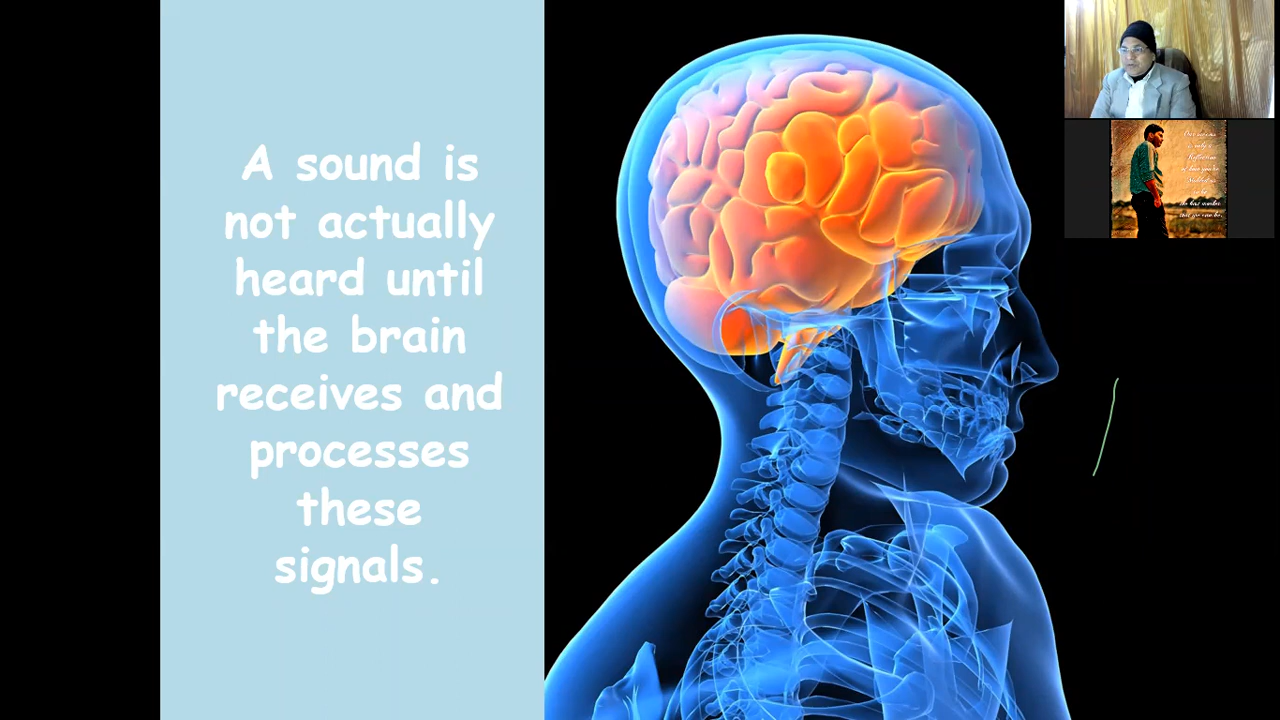 A sound is
not actually
heard until
the brain
receives and
processes
these
signals.